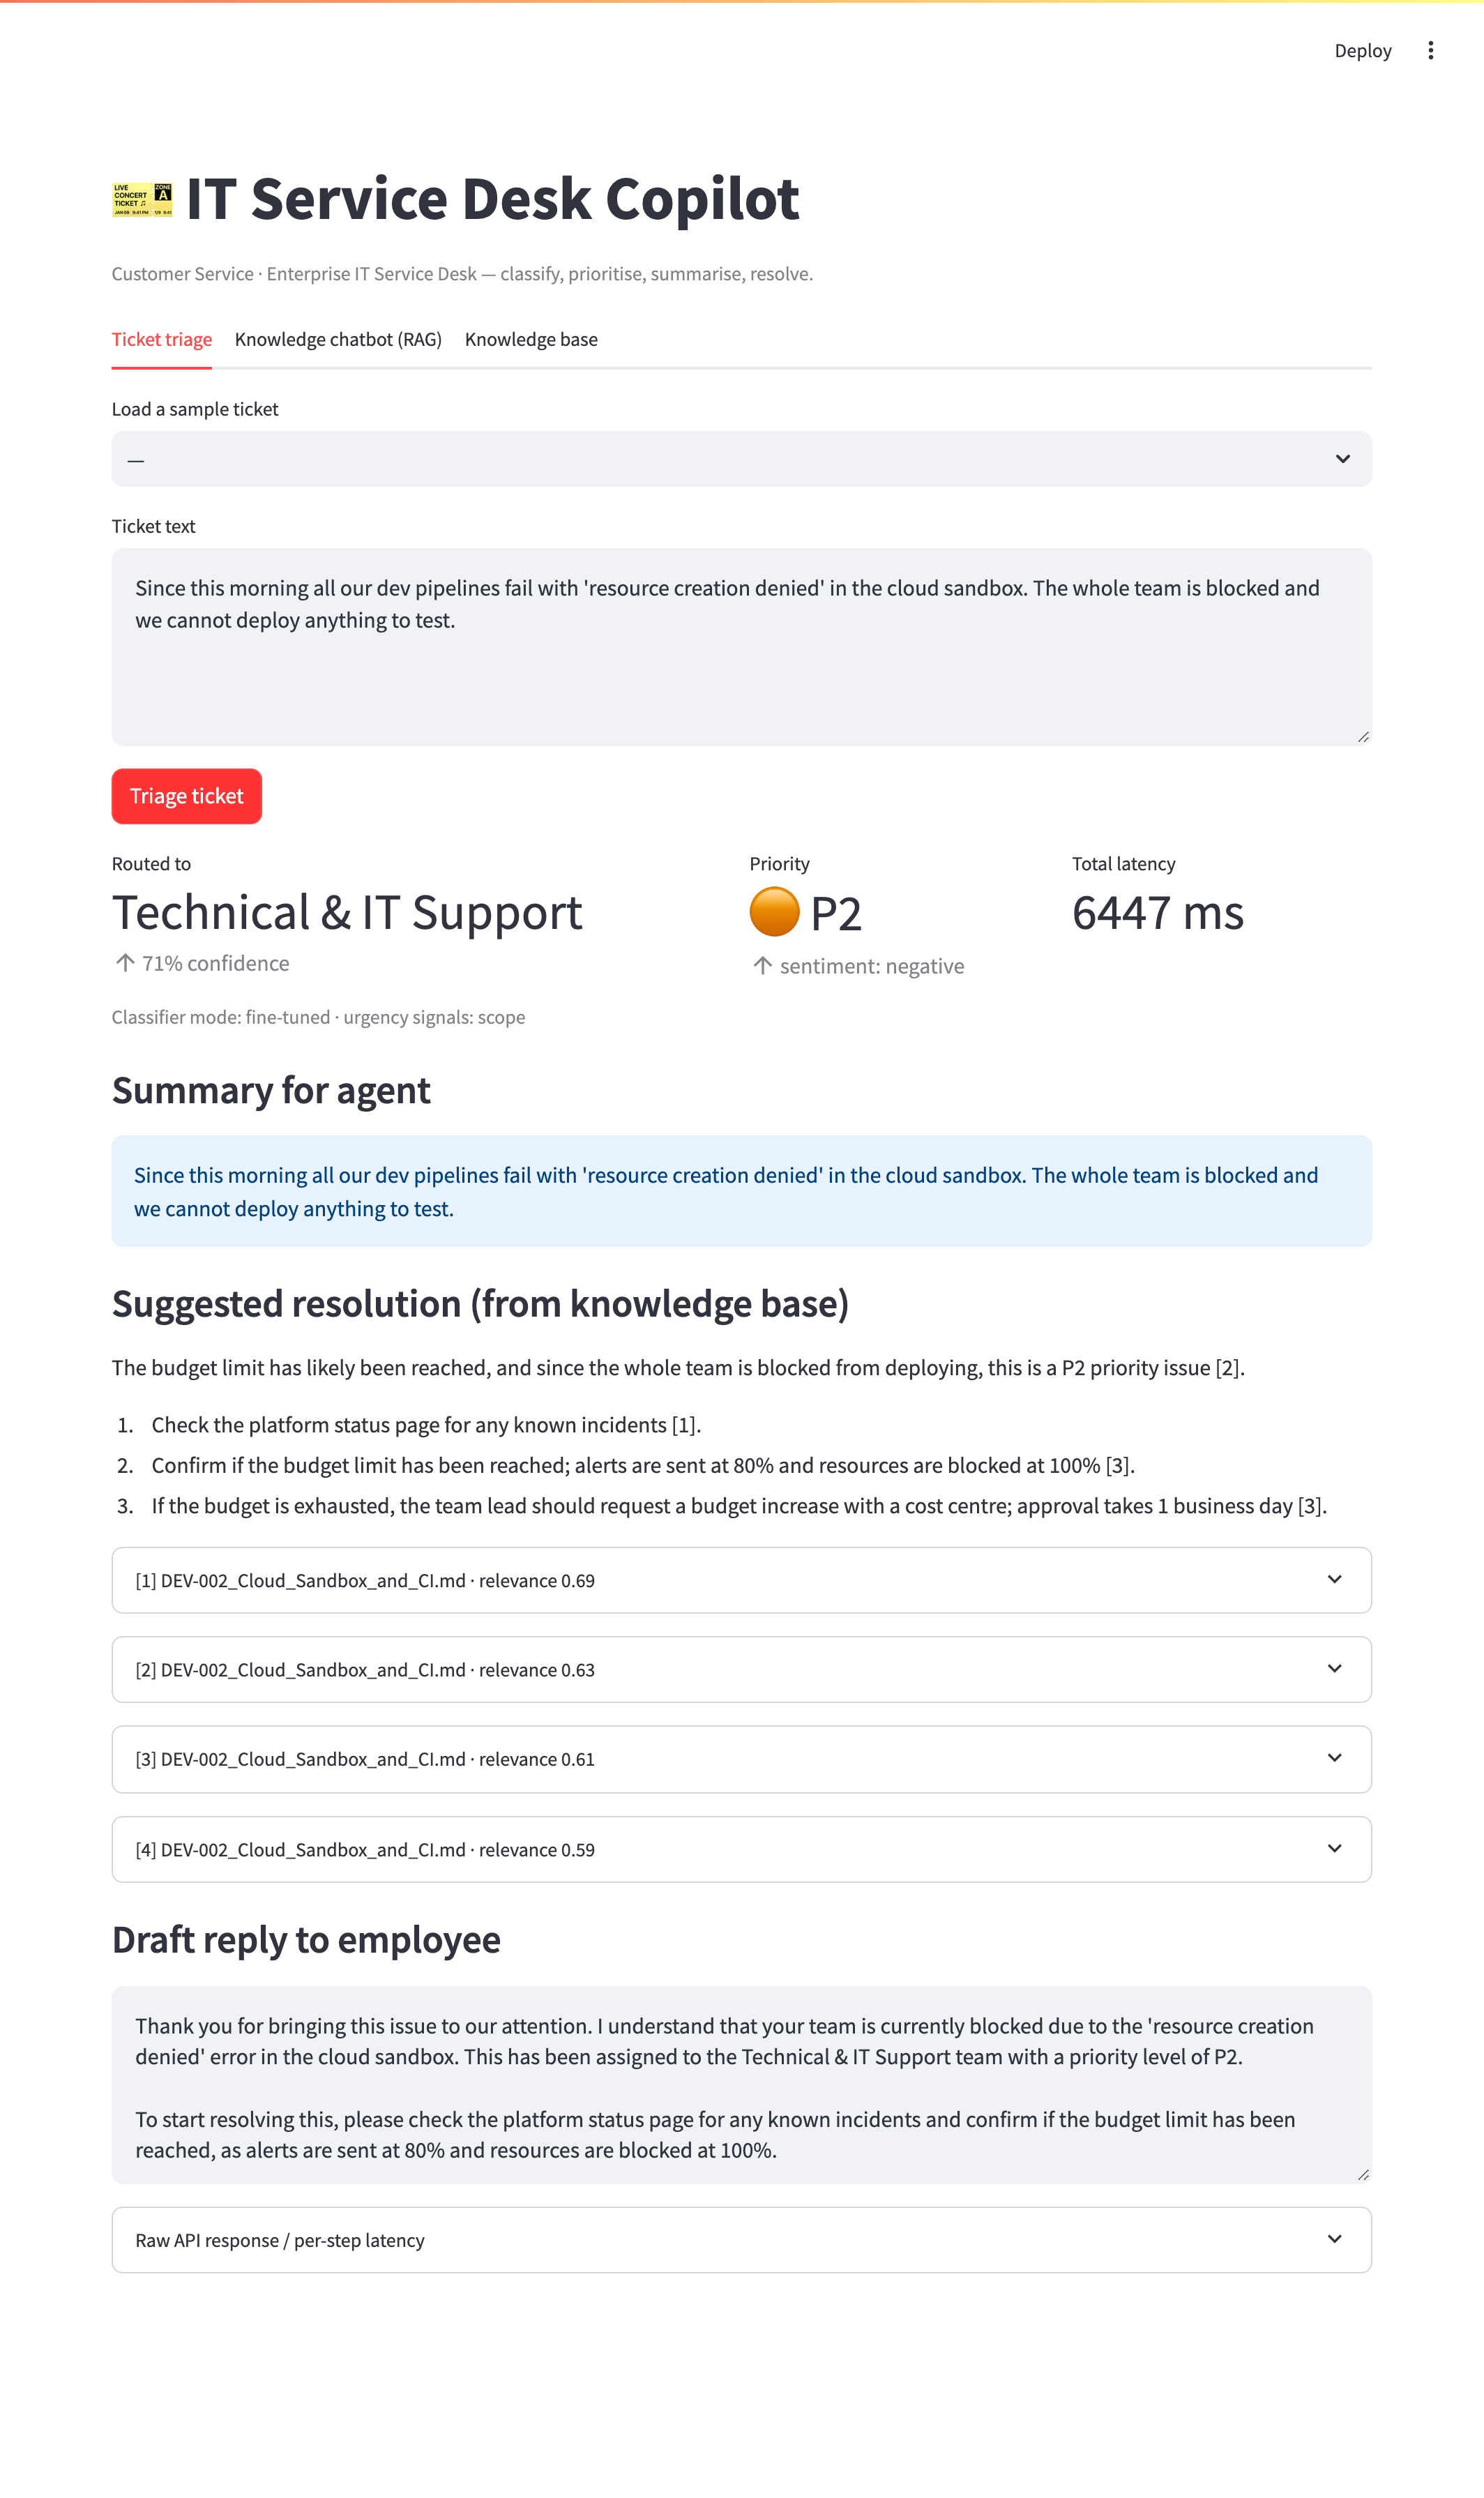 Deploy
LIVE CONCERT TICKET
ZONE A
IT Service Desk Copilot
Customer Service · Enterprise IT Service Desk — classify, prioritise, summarise, resolve.
Ticket triage Knowledge chatbot (RAG) Knowledge base
Load a sample ticket
—
Ticket text
Since this morning all our dev pipelines fail with 'resource creation denied' in the cloud sandbox. The whole team is blocked and
we cannot deploy anything to test.
Triage ticket
Routed to
Technical & IT Support
↑ 71% confidence
Priority
P2
↑ sentiment: negative
Total latency
6447 ms
Classifier mode: fine-tuned · urgency signals: scope
Summary for agent
Since this morning all our dev pipelines fail with 'resource creation denied' in the cloud sandbox. The whole team is blocked and
we cannot deploy anything to test.
Suggested resolution (from knowledge base)
The budget limit has likely been reached, and since the whole team is blocked from deploying, this is a P2 priority issue [2].
1. Check the platform status page for any known incidents [1].
2. Confirm if the budget limit has been reached; alerts are sent at 80% and resources are blocked at 100% [3].
3. If the budget is exhausted, the team lead should request a budget increase with a cost centre; approval takes 1 business day [3].
[1] DEV-002_Cloud_Sandbox_and_CI.md · relevance 0.69
[2] DEV-002_Cloud_Sandbox_and_CI.md · relevance 0.63
[3] DEV-002_Cloud_Sandbox_and_CI.md · relevance 0.61
[4] DEV-002_Cloud_Sandbox_and_CI.md · relevance 0.59
Draft reply to employee
Thank you for bringing this issue to our attention. I understand that your team is currently blocked due to the 'resource creation
denied' error in the cloud sandbox. This has been assigned to the Technical & IT Support team with a priority level of P2.
To start resolving this, please check the platform status page for any known incidents and confirm if the budget limit has been
reached, as alerts are sent at 80% and resources are blocked at 100%.
Raw API response / per-step latency